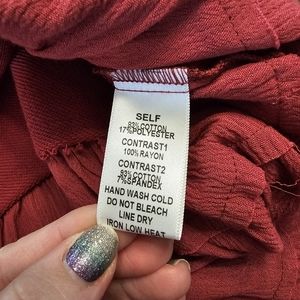 SELF
83%COTTON
17%POLYESTER
CONTRAST1
100%RAYON
CONTRAST2
93%COTTON
7%SPANDEX
HAND WASH COLD
DO NOT BLEACH
LINE DRY
IRON LOW HEAT